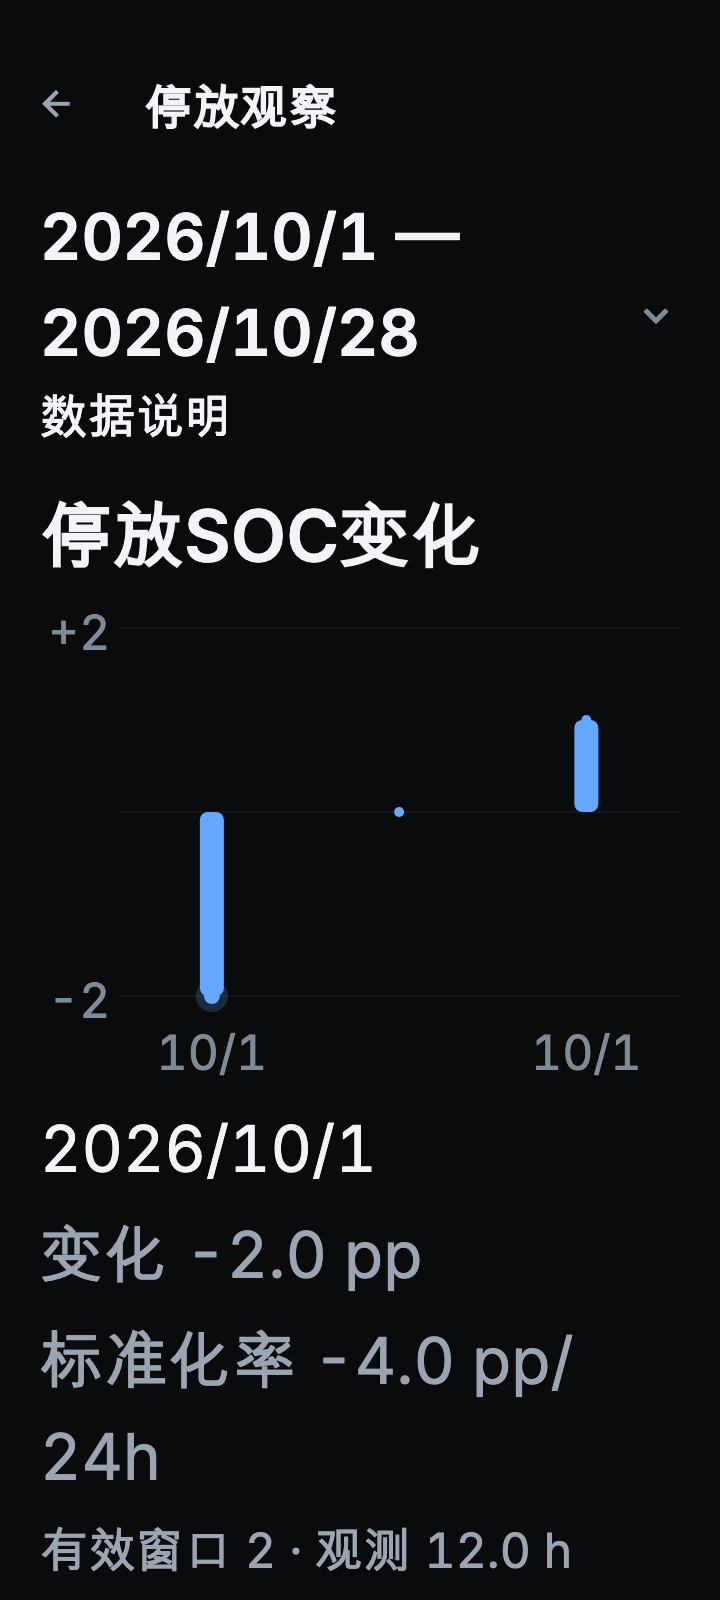 停放观察
2026/10/1 —
2026/10/28
数据说明
停放SOC变化
+2
-2
10/1 10/1
2026/10/1
变化 -2.0 pp
标准化率 -4.0 pp/
24h
有效窗口 2 · 观测 12.0 h